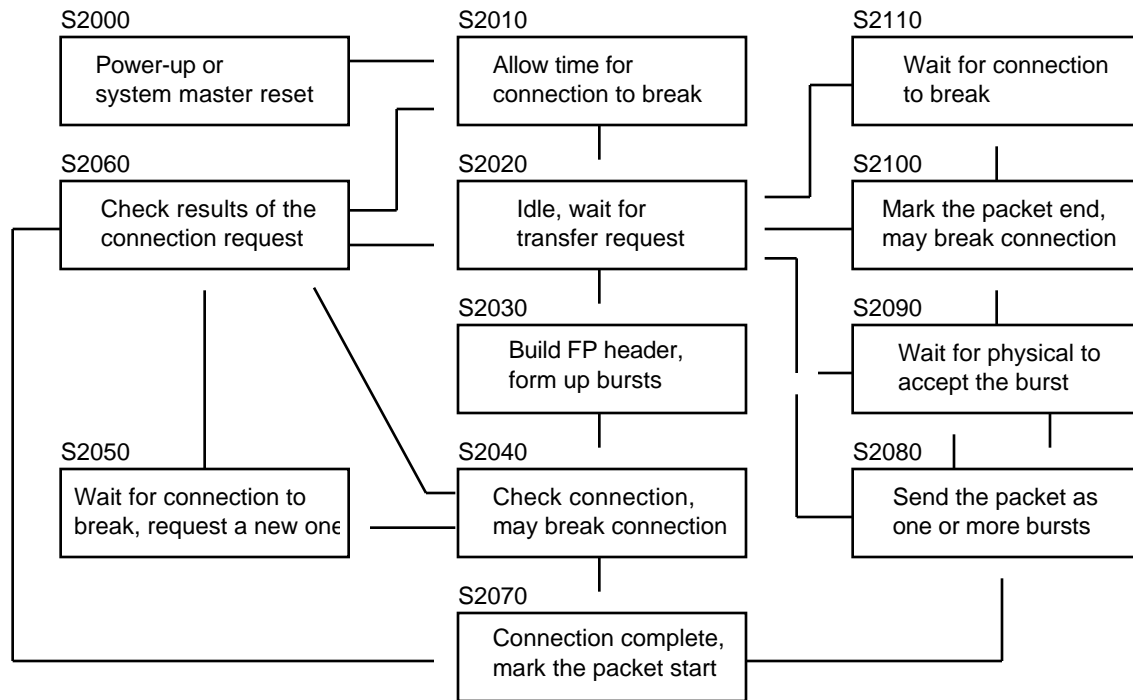 S2000
Power-up or
system master reset
S2010
Allow time for
connection to break
S2110
Wait for connection
to break
S2060
Check results of the
connection request
S2020
Idle, wait for
transfer request
S2100
Mark the packet end,
may break connection
S2030
Build FP header,
form up bursts
S2090
Wait for physical to
accept the burst
S2050
Wait for connection to
break, request a new one
S2040
Check connection,
may break connection
S2080
Send the packet as
one or more bursts
S2070
Connection complete,
mark the packet start